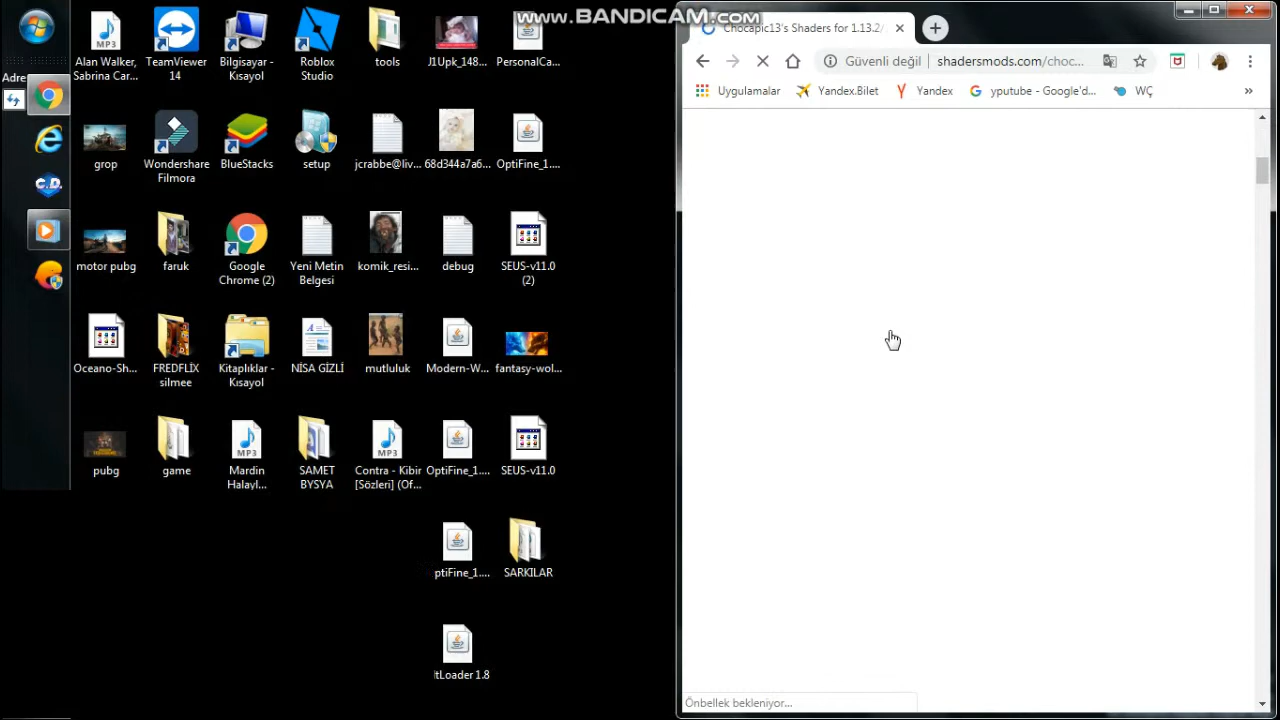 www.BANDICAM.com
Adre
Alan Walker,
Sabrina Car...
TeamViewer
14
Bilgisayar -
Kısayol
Roblox
Studio
tools
J1Upk_148...
PersonalCa...
grop
Wondershare
Filmora
BlueStacks
setup
jcrabbe@liv...
68d344a7a6...
OptiFine_1....
motor pubg
faruk
Google
Chrome (2)
Yeni Metin
Belgesi
komik_resi...
debug
SEUS-v11.0
(2)
Oceano-Sh...
FREDFLİX
silmee
Kitaplıklar -
Kısayol
NİSA GİZLİ
mutluluk
Modern-W...
fantasy-wol...
pubg
game
Mardin
Halayl...
SAMET
BYSYA
Contra - Kibir
[Sözleri] (Of...
OptiFine_1....
SEUS-v11.0
ptiFine_1....
SARKILAR
ltLoader 1.8
Chocapic13's Shaders for 1.13.2/
Güvenli değil
shadersmods.com/choc...
Uygulamalar
Yandex.Bilet
Yandex
yputube - Google'd...
WÇ
»
Önbellek bekleniyor...